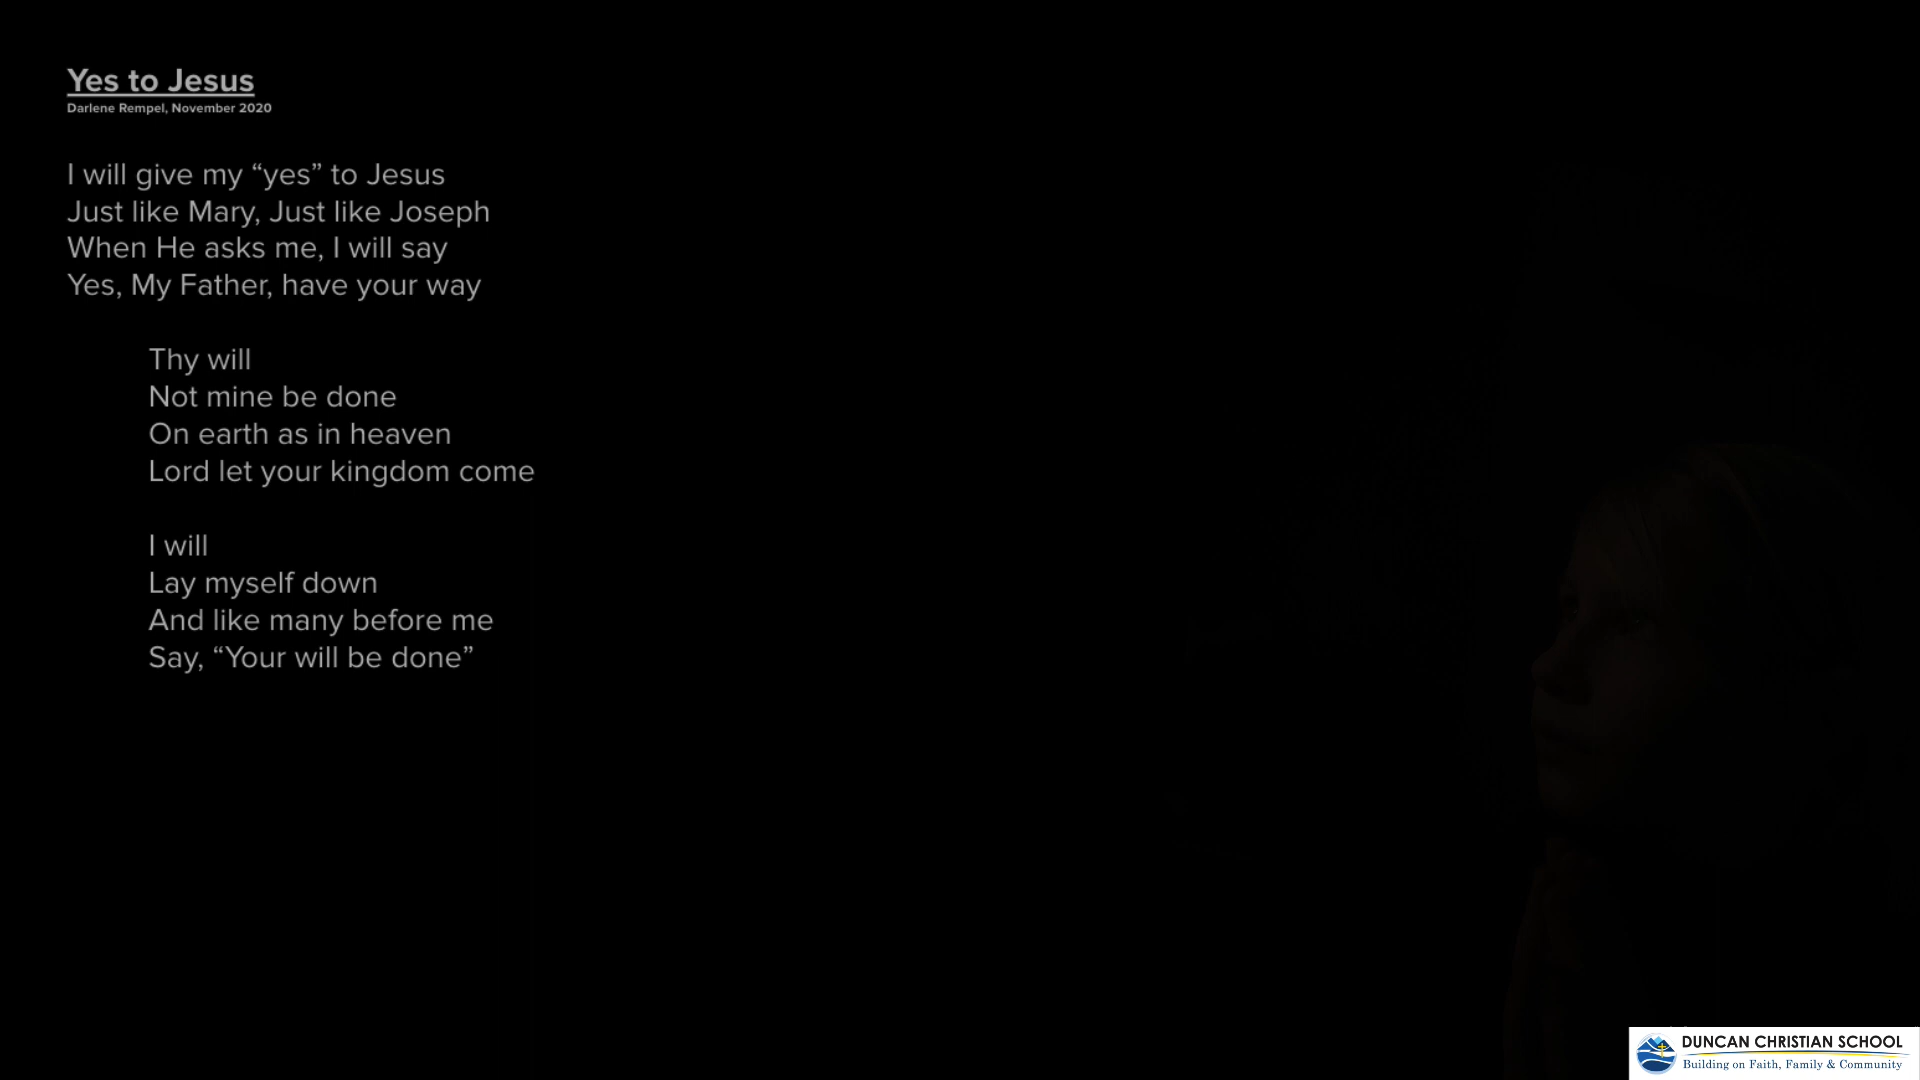 Yes to Jesus
Darlene Rempel, November 2020
I will give my “yes” to Jesus
Just like Mary, Just like Joseph
When He asks me, I will say
Yes, My Father, have your way
Thy will
Not mine be done
On earth as in heaven
Lord let your kingdom come
I will
Lay myself down
And like many before me
Say, “Your will be done”
DUNCAN CHRISTIAN SCHOOL
Building on Faith, Family & Community